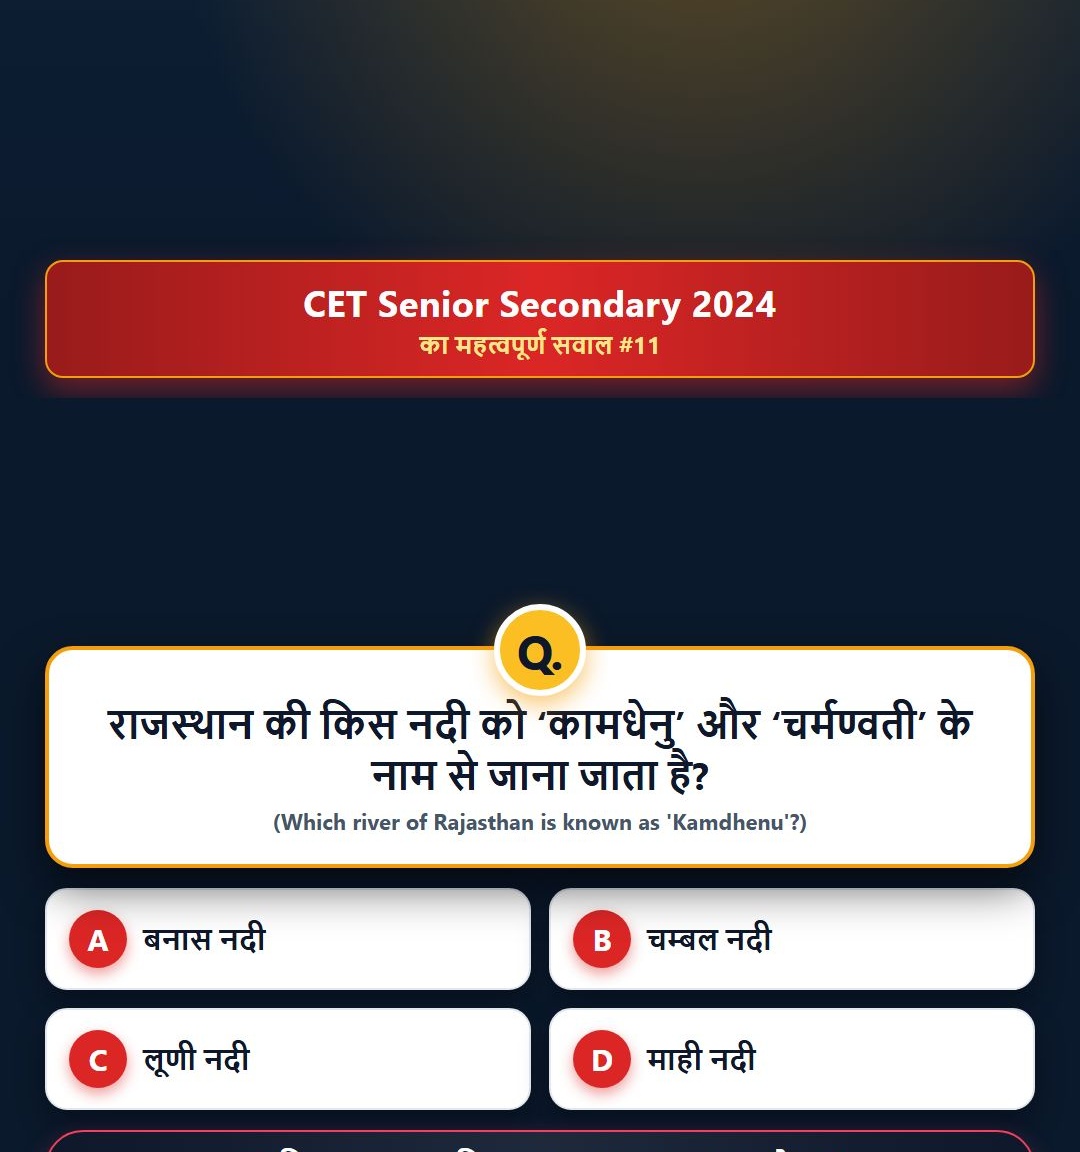 CET Senior Secondary 2024
का महत्वपूर्ण सवाल #11
Q.
राजस्थान की किस नदी को ‘कामधेनु’ और ‘चर्मण्वती’ के
नाम से जाना जाता है?
(Which river of Rajasthan is known as 'Kamdhenu'?)
A बनास नदी
B चम्बल नदी
C लूणी नदी
D माही नदी